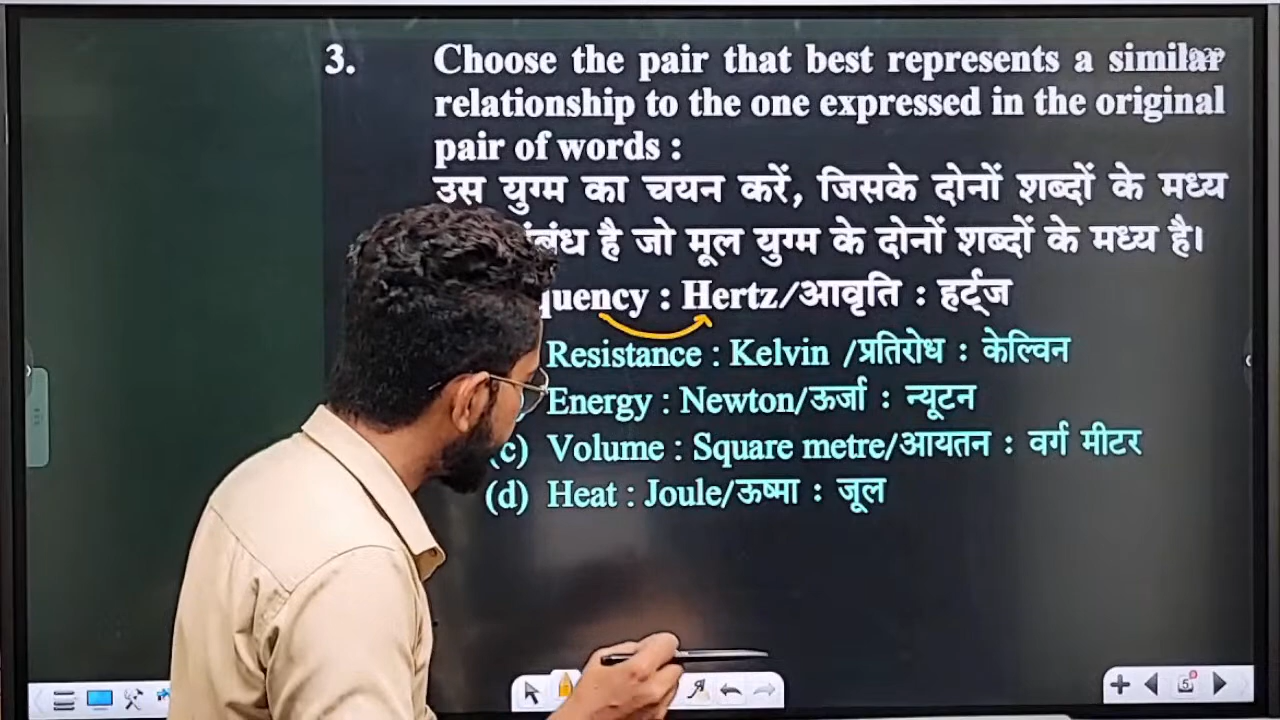 3. Choose the pair that best represents a similar
relationship to the one expressed in the original
pair of words :
उस युग्म का चयन करें, जिसके दोनों शब्दों के मध्य
है जो मूल युग्म के दोनों शब्दों के मध्य है।
: Hertz/आवृति : हर्ट्ज
Resistance : Kelvin /प्रतिरोध : केल्विन
Energy : Newton/ऊर्जा : न्यूटन
(c) Volume : Square metre/आयतन : वर्ग मीटर
(d) Heat : Joule/ऊष्मा : जूल